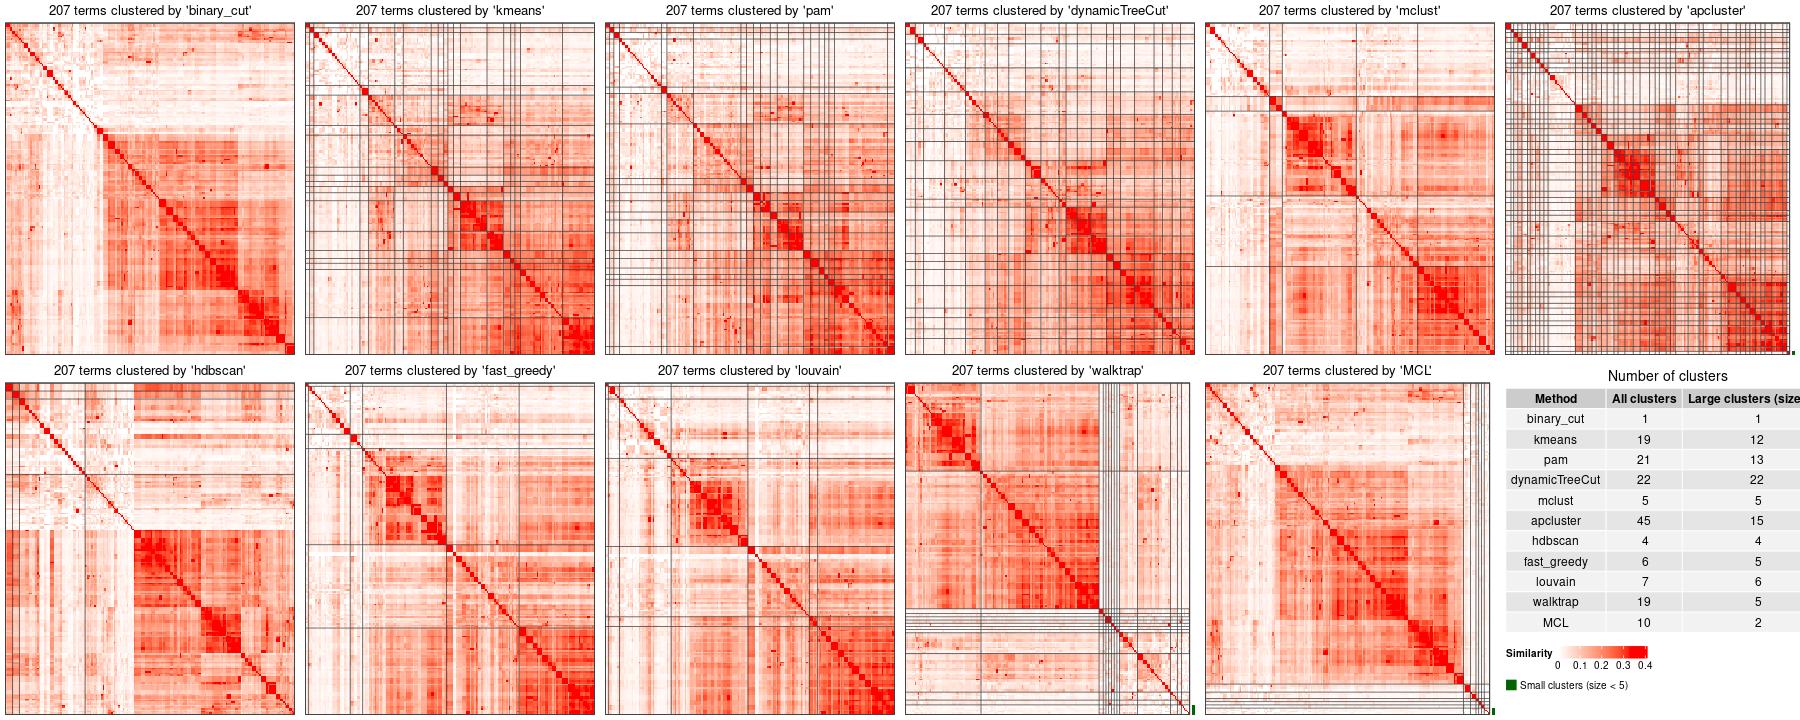 207 terms clustered by 'binary_cut'
207 terms clustered by 'kmeans'
207 terms clustered by 'pam'
207 terms clustered by 'dynamicTreeCut'
207 terms clustered by 'mclust'
207 terms clustered by 'apcluster'
207 terms clustered by 'hdbscan'
207 terms clustered by 'fast_greedy'
207 terms clustered by 'louvain'
207 terms clustered by 'walktrap'
207 terms clustered by 'MCL'
Number of clusters
Method All clusters Large clusters (size
binary_cut 1 1
kmeans 19 12
pam 21 13
dynamicTreeCut 22 22
mclust 5 5
apcluster 45 15
hdbscan 4 4
fast_greedy 6 5
louvain 7 6
walktrap 19 5
MCL 10 2
Similarity
0 0.1 0.2 0.3 0.4
Small clusters (size < 5)